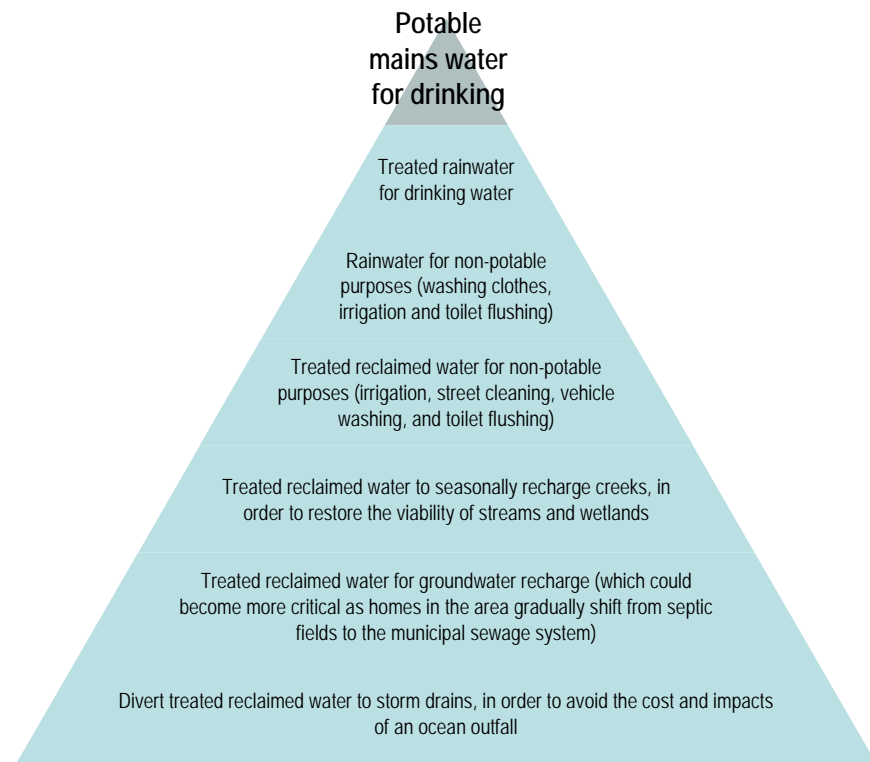 Potable
mains water
for drinking
Treated rainwater
for drinking water
Rainwater for non-potable
purposes (washing clothes,
irrigation and toilet flushing)
Treated reclaimed water for non-potable
purposes (irrigation, street cleaning, vehicle
washing, and toilet flushing)
Treated reclaimed water to seasonally recharge creeks, in
order to restore the viability of streams and wetlands
Treated reclaimed water for groundwater recharge (which could
become more critical as homes in the area gradually shift from septic
fields to the municipal sewage system)
Divert treated reclaimed water to storm drains, in order to avoid the cost and impacts
of an ocean outfall